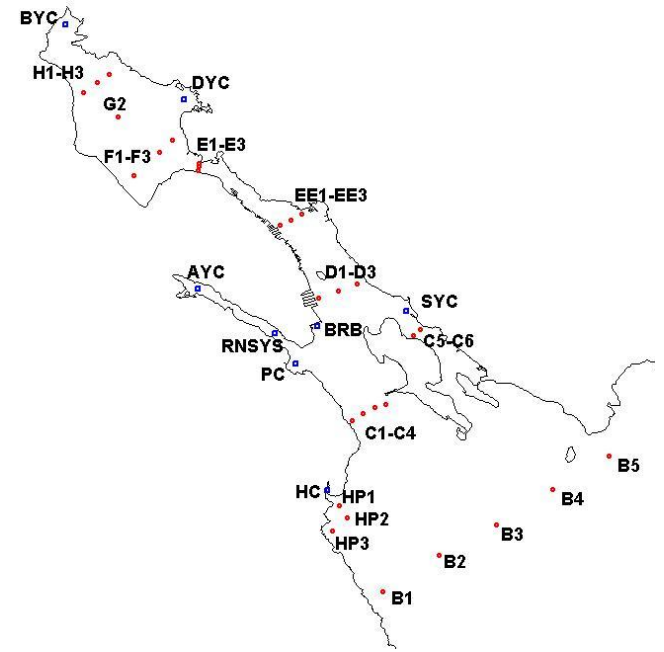 BYC
H1-H3
DYC
G2
E1-E3
F1-F3
EE1-EE3
AYC
D1-D3
SYC
BRB
RNSYS
C5-C6
PC
C1-C4
B5
HC
HP1
B4
HP2
B3
HP3
B2
B1